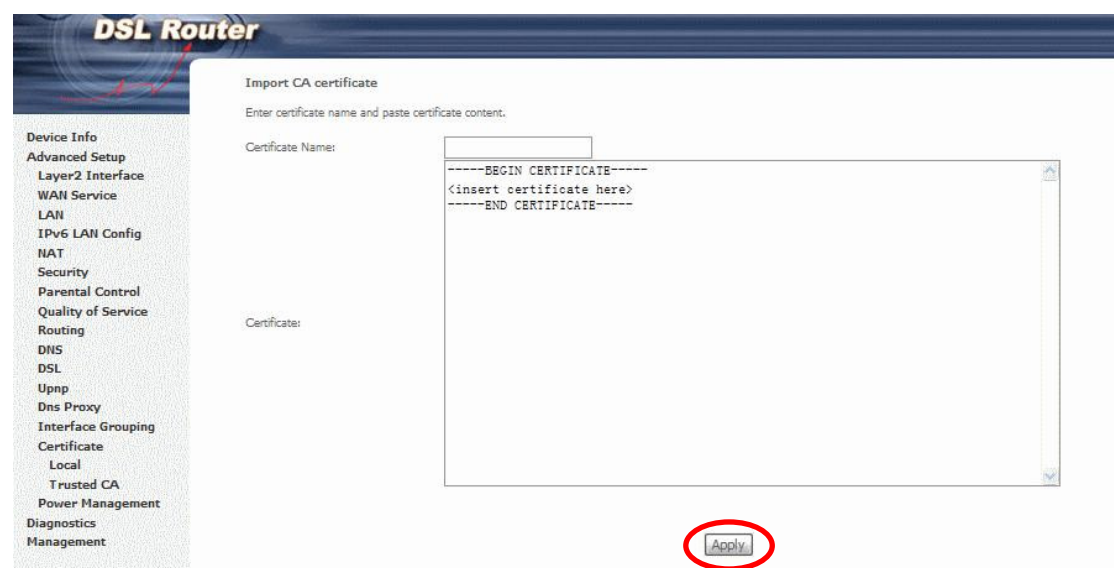 DSL Router
Import CA certificate
Enter certificate name and paste certificate content.
Certificate Name:
-----BEGIN CERTIFICATE-----
<insert certificate here>
-----END CERTIFICATE-----
Certificate:
Apply
Device Info
Advanced Setup
Layer2 Interface
WAN Service
LAN
IPv6 LAN Config
NAT
Security
Parental Control
Quality of Service
Routing
DNS
DSL
Upnp
Dns Proxy
Interface Grouping
Certificate
Local
Trusted CA
Power Management
Diagnostics
Management